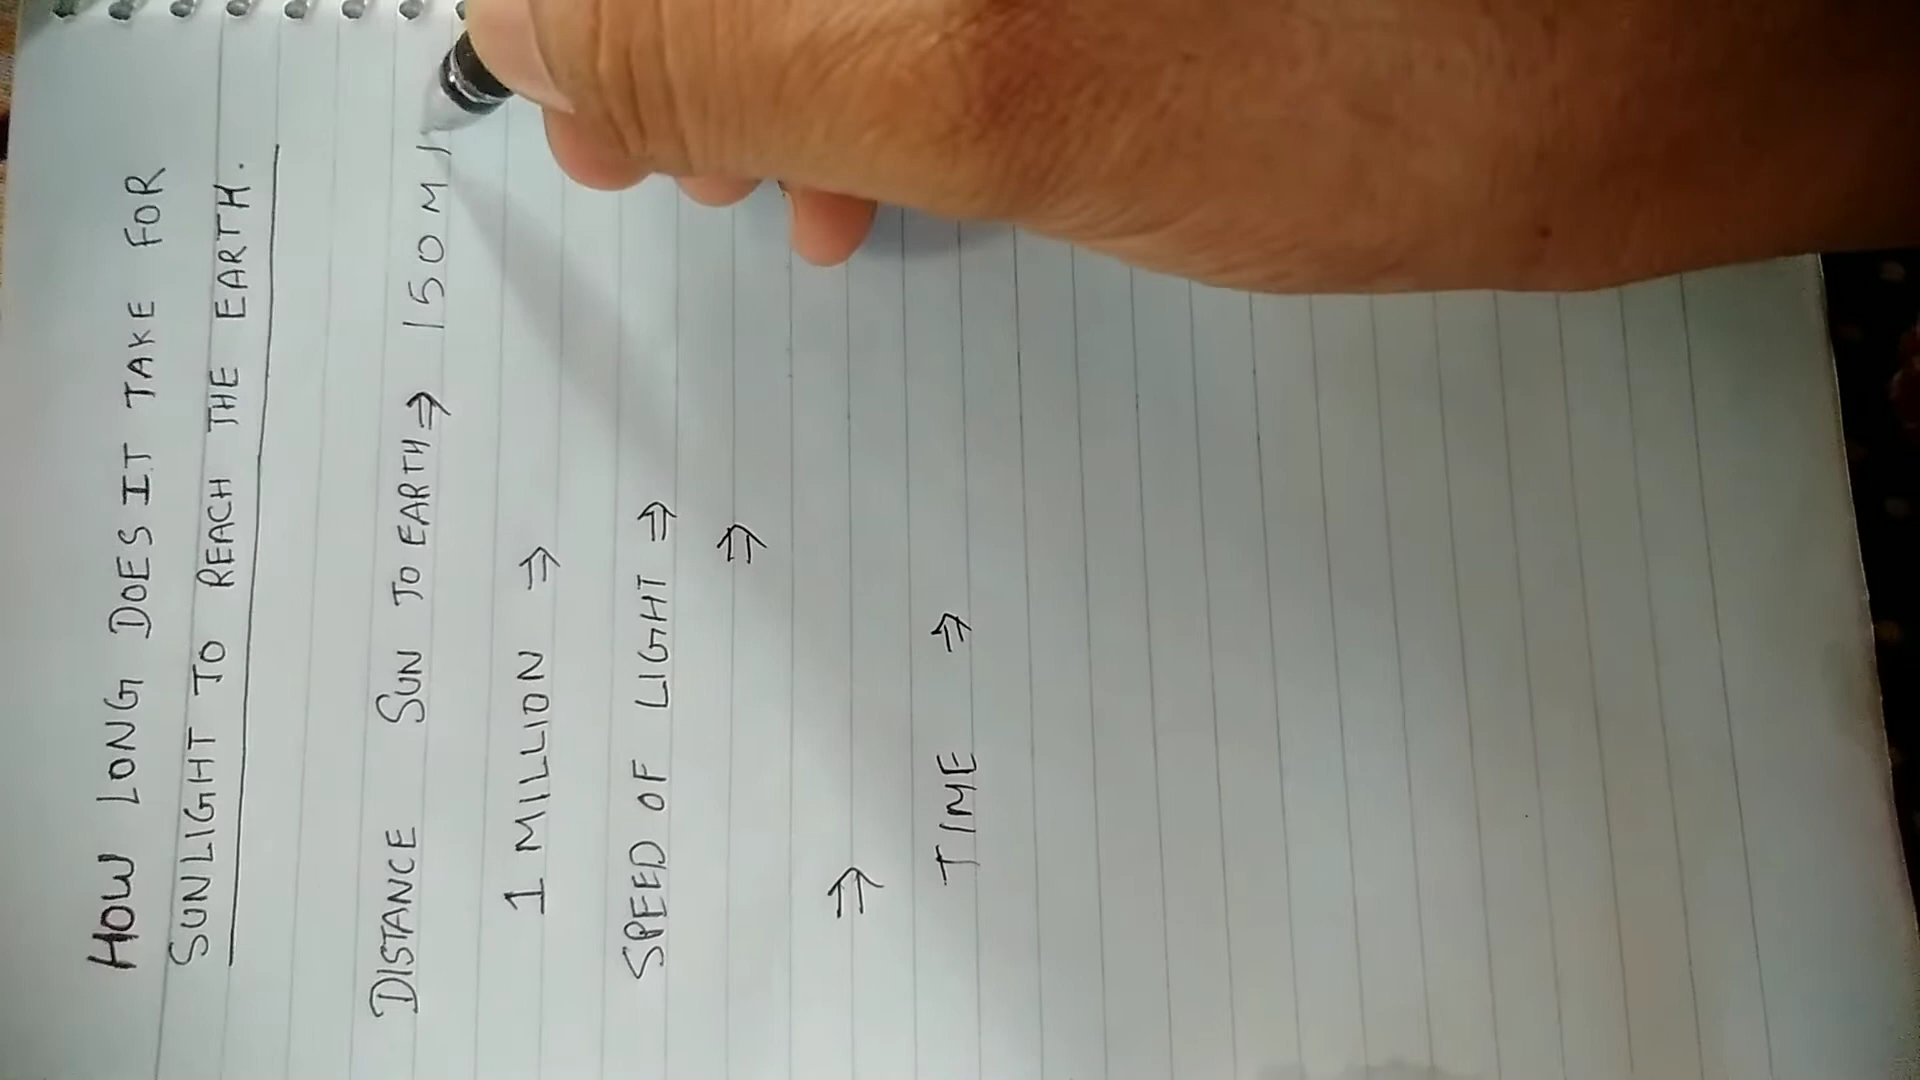 HOW LONG DOES IT TAKE FOR
SUNLIGHT TO REACH THE EARTH.
DISTANCE SUN TO EARTH ⇒ 150 MI
1 MILLION ⇒
SPEED OF LIGHT ⇒
⇒
⇒
TIME ⇒